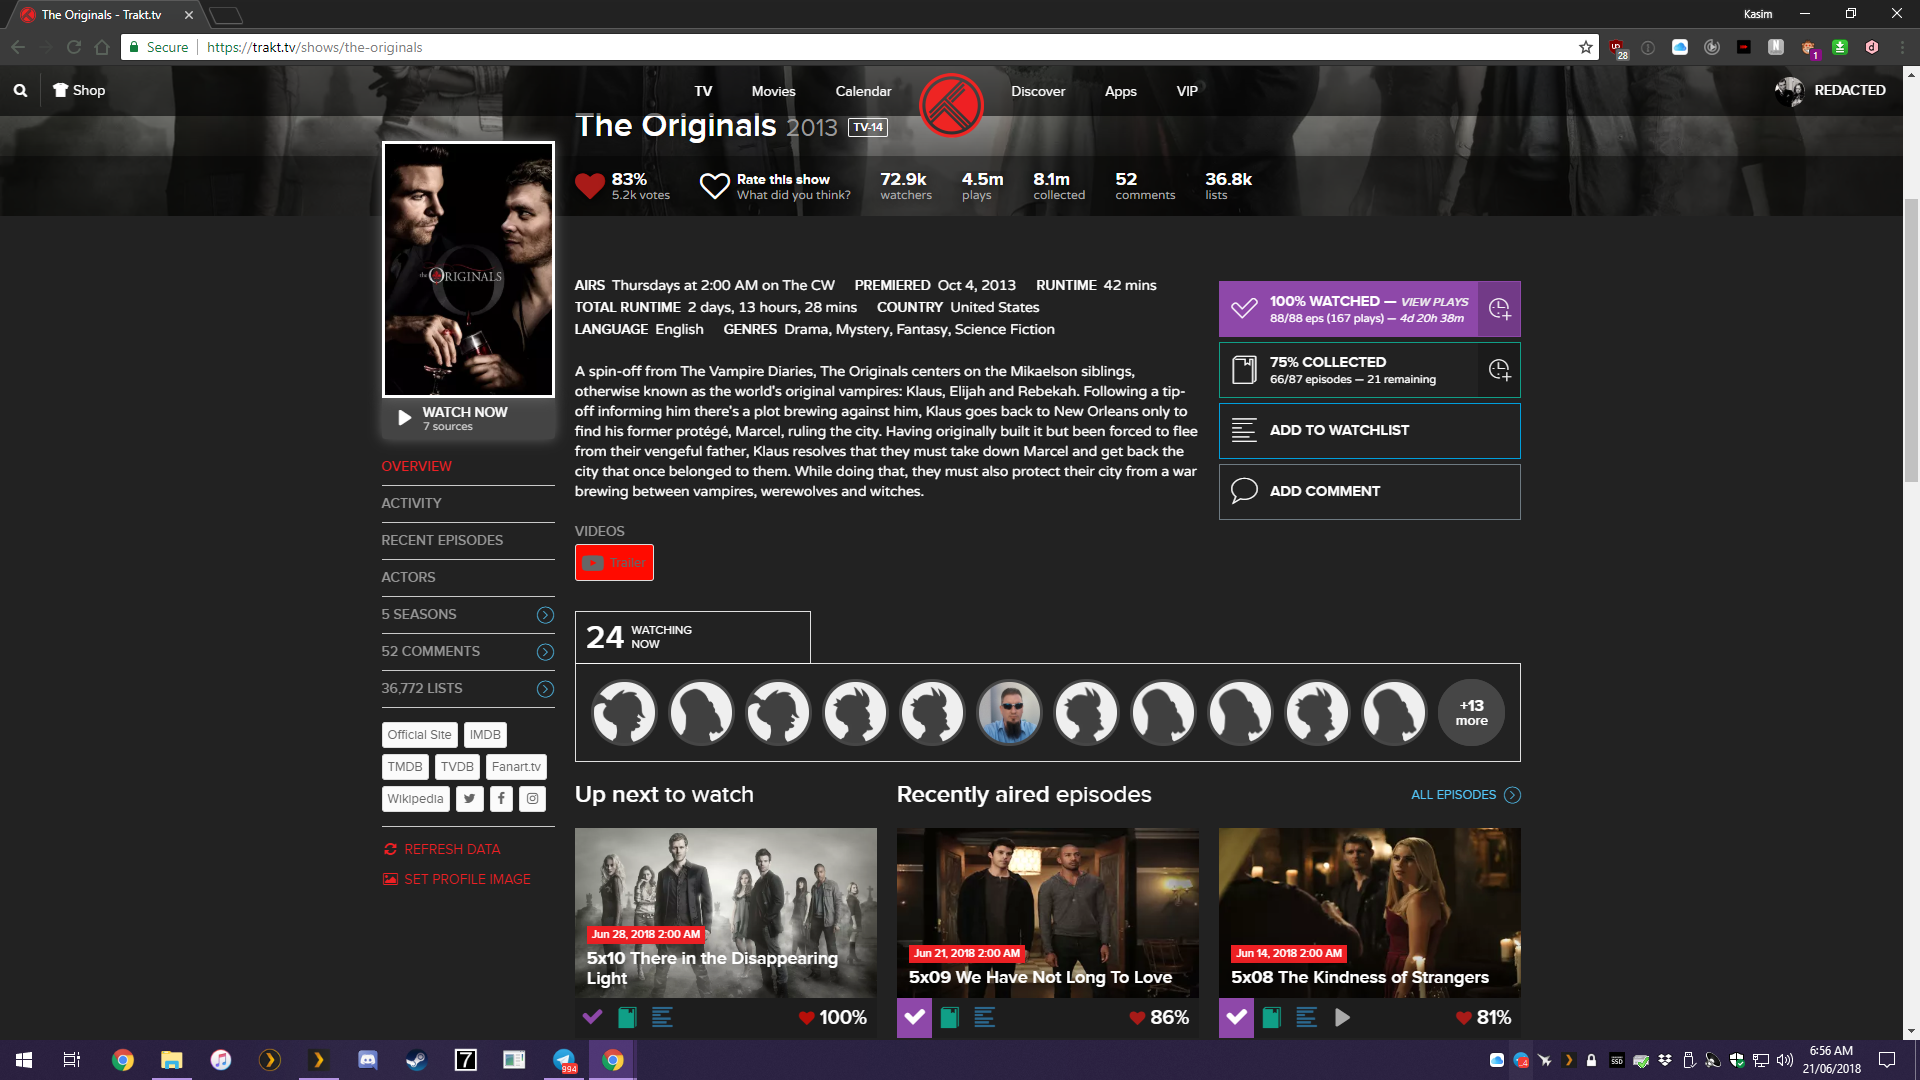 The Originals - Trakt.tv
Kasim
Secure
https://trakt.tv/shows/the-originals
28
1
Shop
TV
Movies
Calendar
Discover
Apps
VIP
REDACTED
The Originals 2013 TV-14
83%
5.2k votes
Rate this show
What did you think?
72.9k
watchers
4.5m
plays
8.1m
collected
52
comments
36.8k
lists
the ORIGINALS
WATCH NOW
7 sources
OVERVIEW
ACTIVITY
RECENT EPISODES
ACTORS
5 SEASONS
52 COMMENTS
36,772 LISTS
Official Site IMDB
TMDB TVDB Fanart.tv
Wikipedia
REFRESH DATA
SET PROFILE IMAGE
AIRS Thursdays at 2:00 AM on The CW PREMIERED Oct 4, 2013 RUNTIME 42 mins
TOTAL RUNTIME 2 days, 13 hours, 28 mins COUNTRY United States
LANGUAGE English GENRES Drama, Mystery, Fantasy, Science Fiction
A spin-off from The Vampire Diaries, The Originals centers on the Mikaelson siblings,
otherwise known as the world's original vampires: Klaus, Elijah and Rebekah. Following a tip-
off informing him there's a plot brewing against him, Klaus goes back to New Orleans only to
find his former protégé, Marcel, ruling the city. Having originally built it but been forced to flee
from their vengeful father, Klaus resolves that they must take down Marcel and get back the
city that once belonged to them. While doing that, they must also protect their city from a war
brewing between vampires, werewolves and witches.
100% WATCHED — VIEW PLAYS
88/88 eps (167 plays) — 4d 20h 38m
75% COLLECTED
66/87 episodes — 21 remaining
ADD TO WATCHLIST
ADD COMMENT
VIDEOS
Trailer
24 WATCHING
NOW
+13
more
Up next to watch
Recently aired episodes
ALL EPISODES
Jun 28, 2018 2:00 AM
5x10 There in the Disappearing
Light
100%
Jun 21, 2018 2:00 AM
5x09 We Have Not Long To Love
86%
Jun 14, 2018 2:00 AM
5x08 The Kindness of Strangers
81%
7
994
4
SSD
6:56 AM
21/06/2018